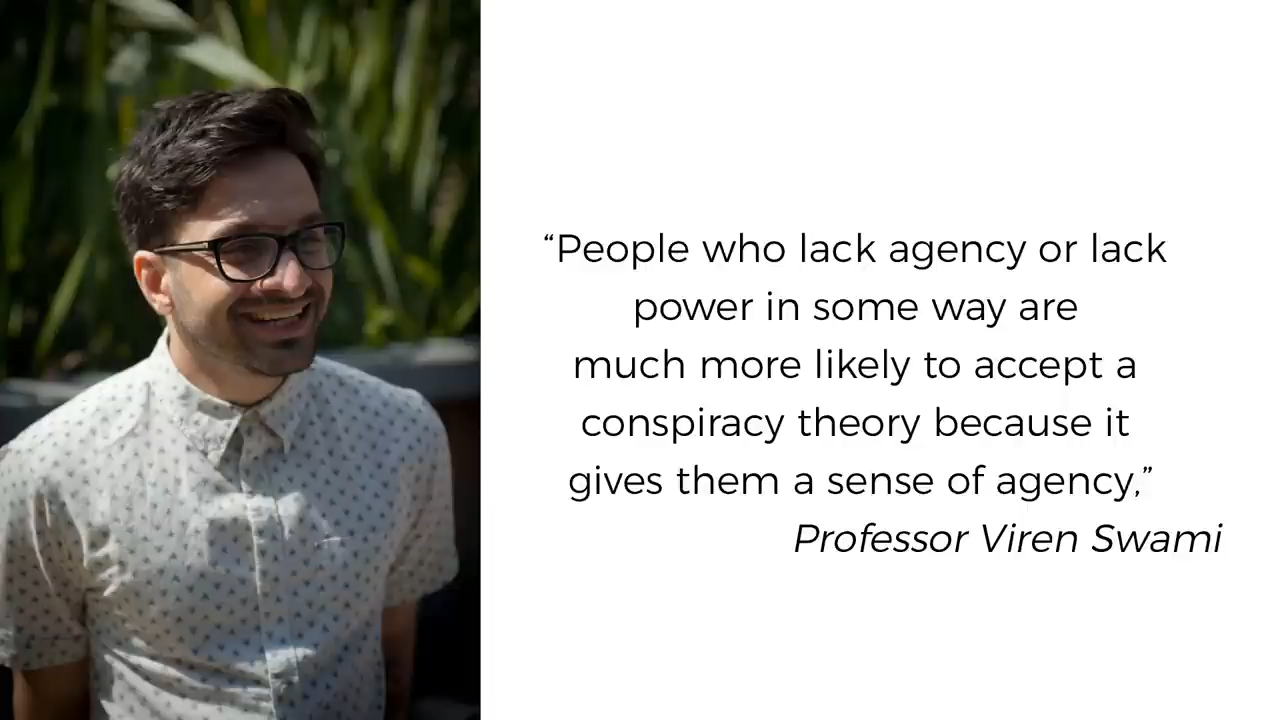 “People who lack agency or lack
power in some way are
much more likely to accept a
conspiracy theory because it
gives them a sense of agency,”
Professor Viren Swami